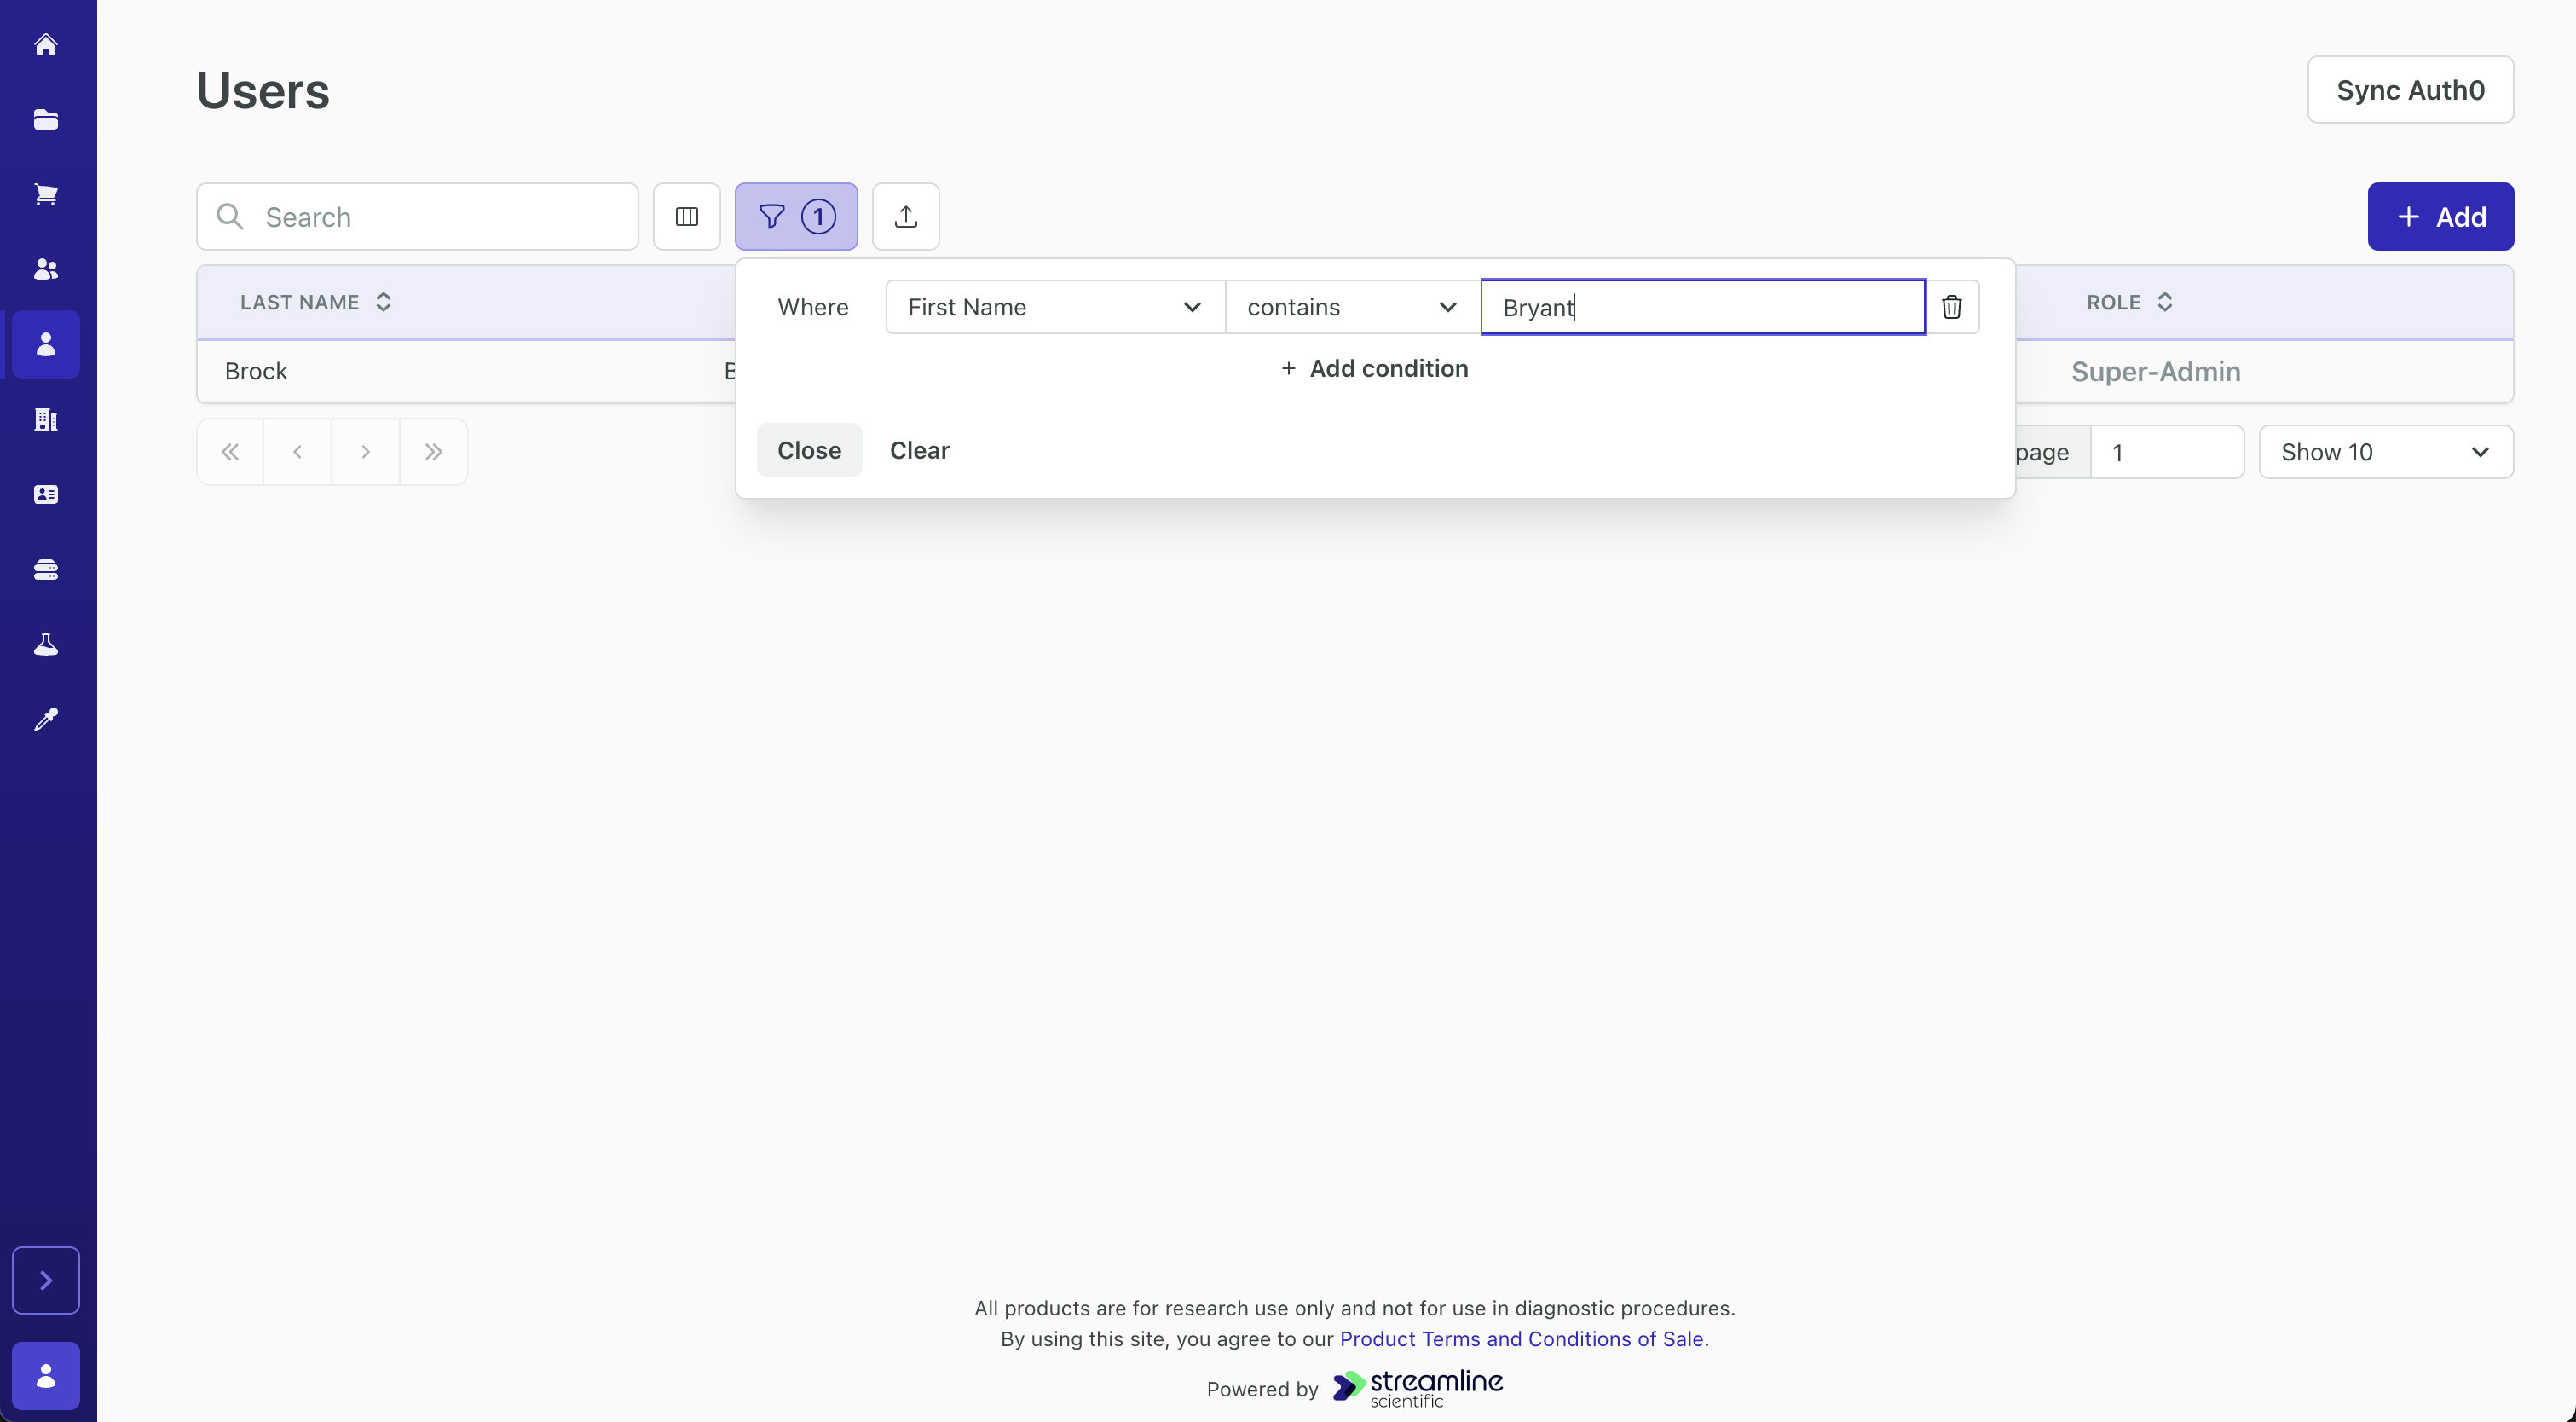 Users
Sync Auth0
Search
1
+ Add
LAST NAME
ROLE
Where
First Name
contains
Bryant
+ Add condition
Brock
Super-Admin
Close
Clear
page
1
Show 10
All products are for research use only and not for use in diagnostic procedures.
By using this site, you agree to our Product Terms and Conditions of Sale.
Powered by
streamline
scientific